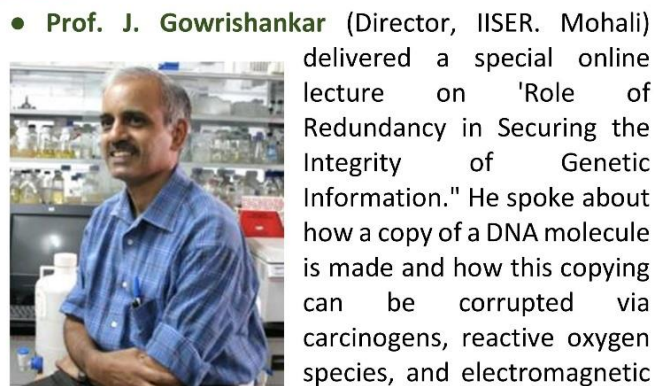 ● Prof. J. Gowrishankar (Director, IISER. Mohali)
delivered a special online
lecture on 'Role of
Redundancy in Securing the
Integrity of Genetic
Information." He spoke about
how a copy of a DNA molecule
is made and how this copying
can be corrupted via
carcinogens, reactive oxygen
species, and electromagnetic